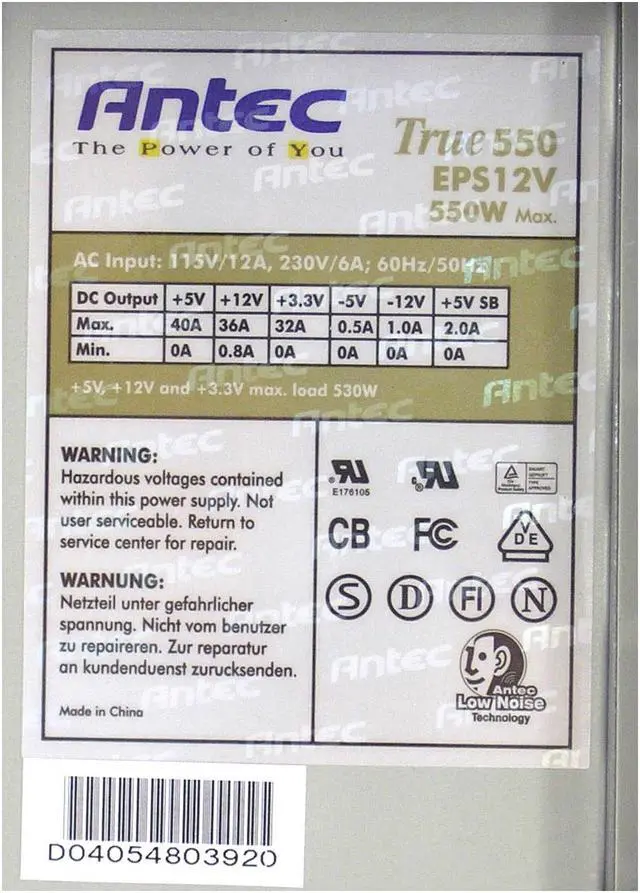 Antec
The Power of You
True 550
EPS12V
550W Max.
AC Input: 115V/12A, 230V/6A; 60Hz/50Hz
DC Output +5V +12V +3.3V -5V -12V +5V SB
Max. 40A 36A 32A 0.5A 1.0A 2.0A
Min. 0A 0.8A 0A 0A 0A 0A
+5V, +12V and +3.3V max. load 530W
WARNING:
Hazardous voltages contained
within this power supply. Not
user serviceable. Return to
service center for repair.
WARNUNG:
Netzteil unter gefahrlicher
spannung. Nicht vom benutzer
zu repaireren. Zur reparatur
an kundenduenst zurucksenden.
Made in China
E176105
CB FC
VDE
S D FI N
Antec
Low Noise
Technology
D04054803920